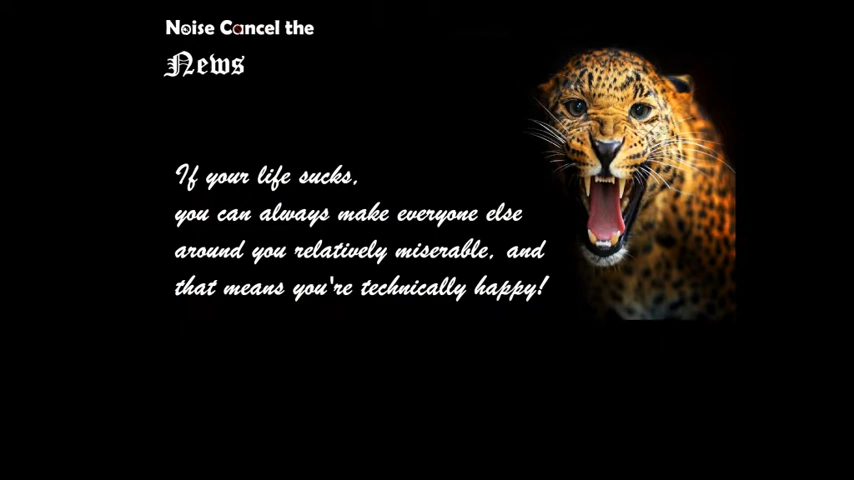 Noise Cancel the
News
If your life sucks,
you can always make everyone else
around you relatively miserable, and
that means you're technically happy!